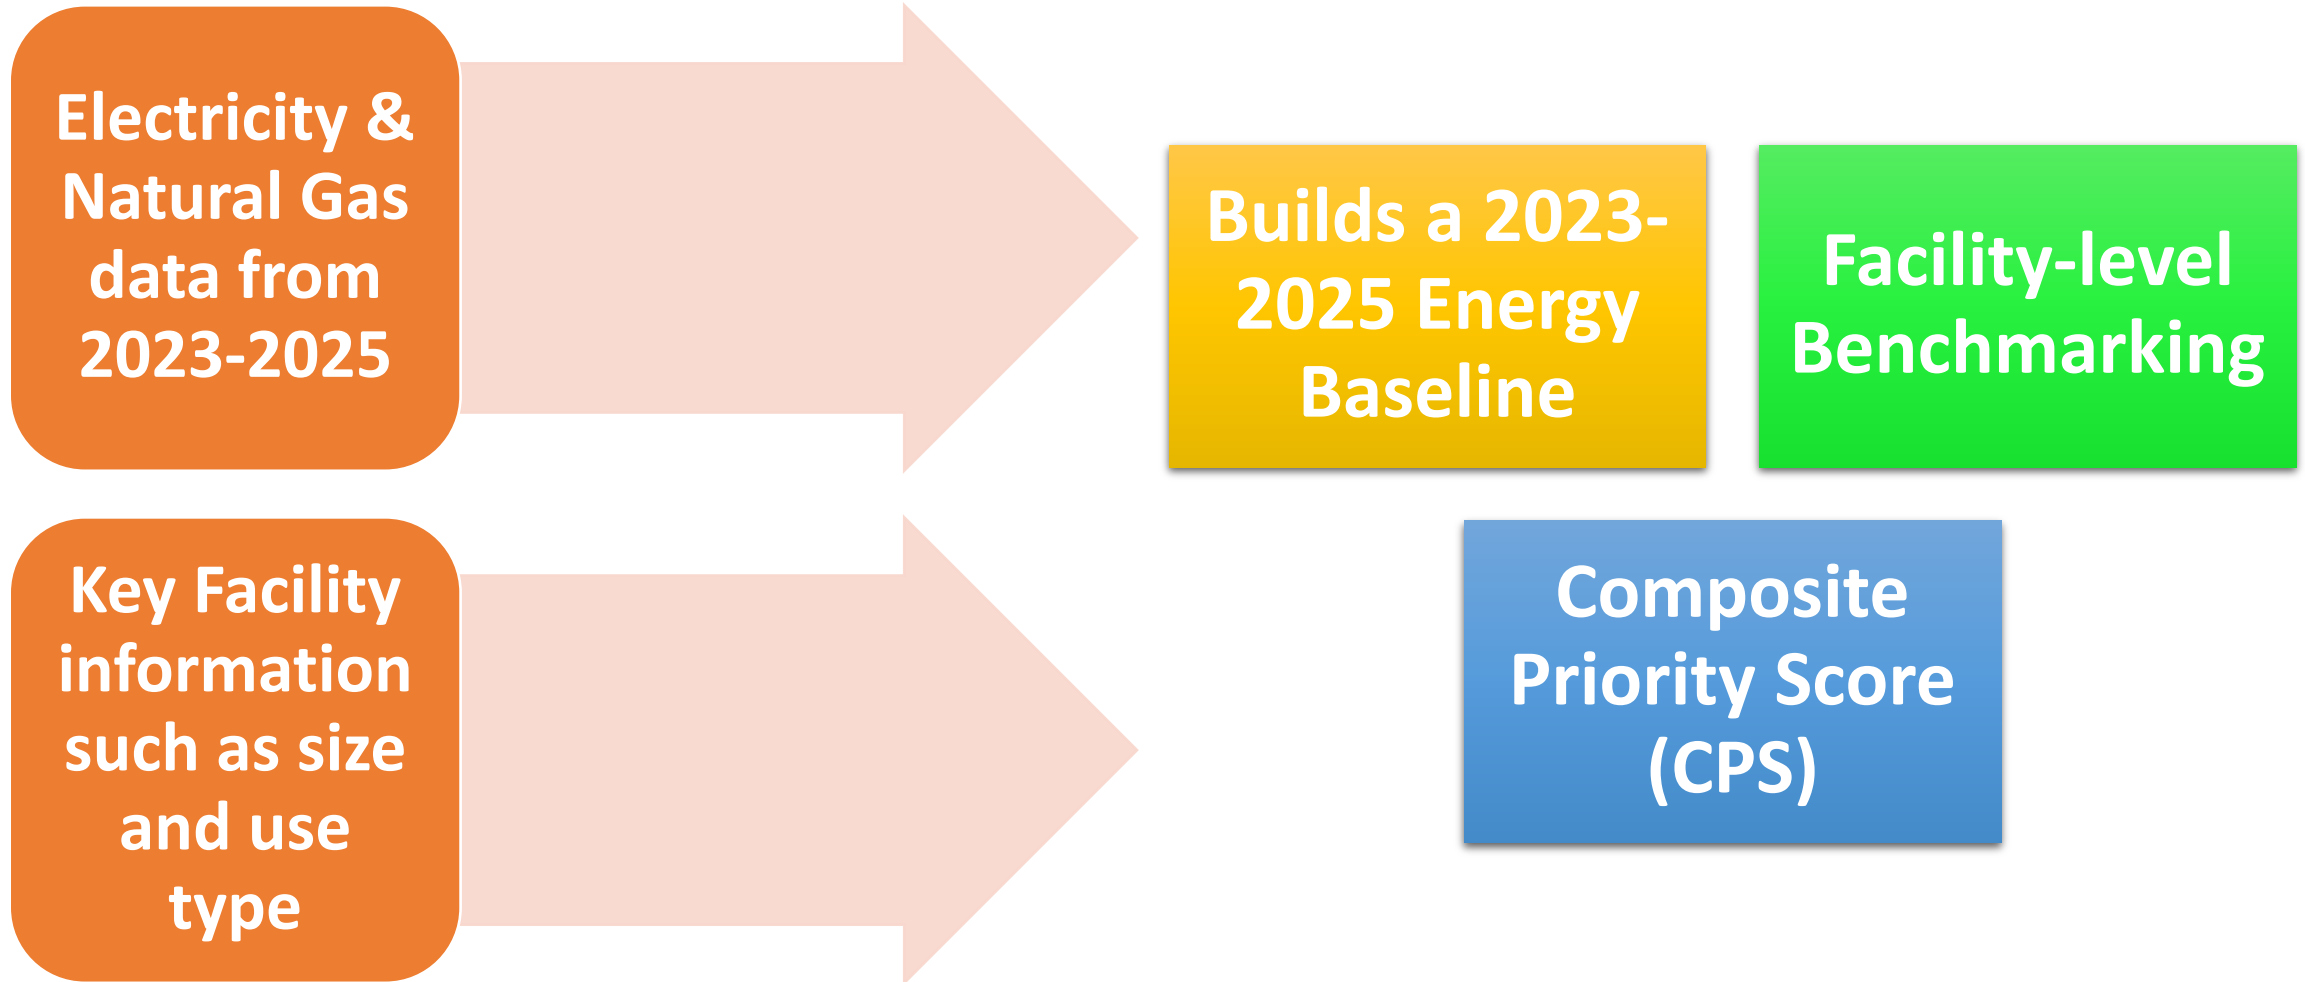 Electricity &
Natural Gas
data from
2023-2025
Builds a 2023-
2025 Energy
Baseline
Facility-level
Benchmarking
Key Facility
information
such as size
and use
type
Composite
Priority Score
(CPS)